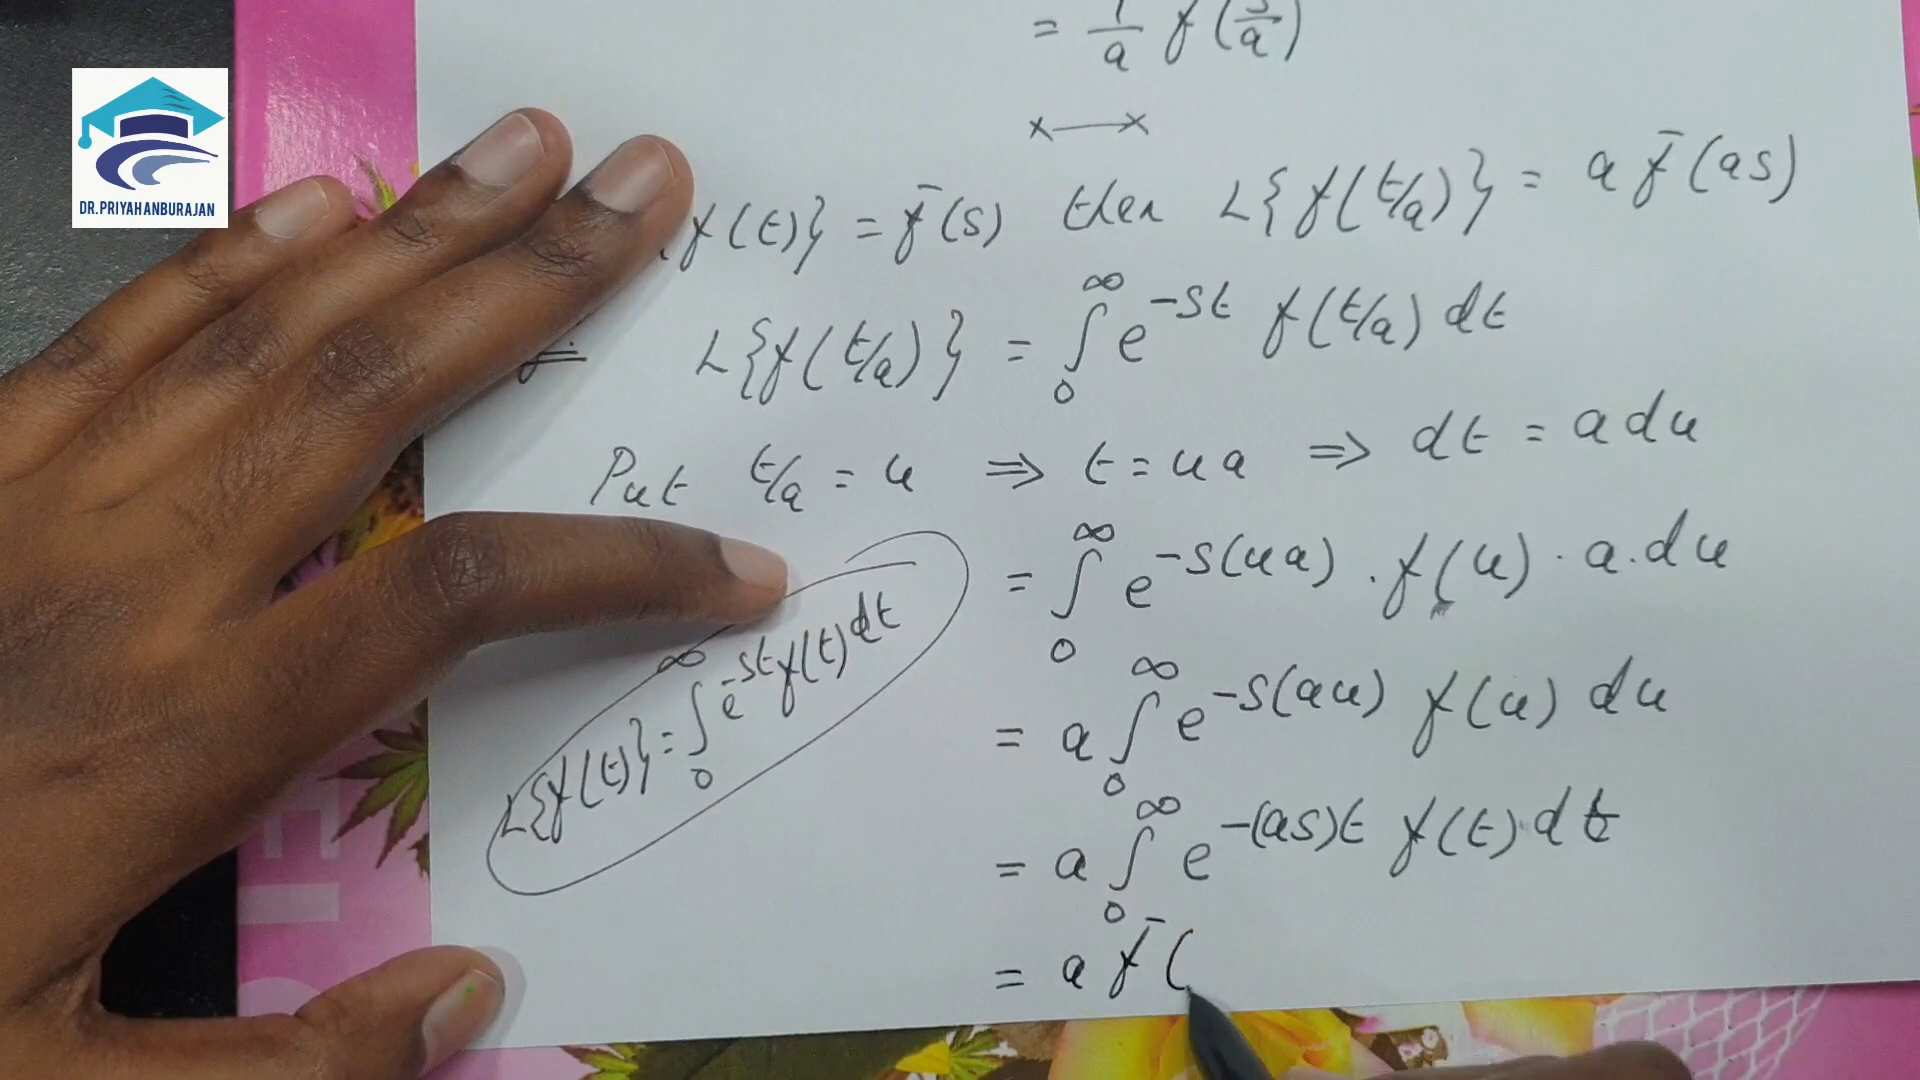 = 1/a f(s/a)
x—x
DR.PRIYAHANBURAJAN
f(t)} = f̄(s) then L{f(t/a)} = a f̄(as)
L{f(t/a)} = ∫₀^∞ e^-st f(t/a) dt
Put t/a = u ⇒ t = ua ⇒ dt = a du
= ∫₀^∞ e^-s(ua) . f(u) · a.du
L{f(t)} = ∫₀^∞ e^-st f(t) dt
= a ∫₀^∞ e^-s(au) f(u) du
= a ∫₀^∞ e^-(as)t f(t) dt
= a f̄(